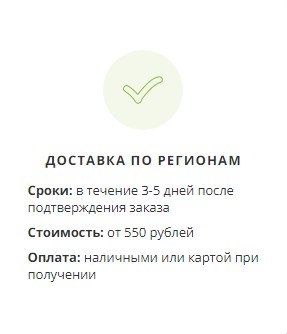 ДОСТАВКА ПО РЕГИОНАМ
Сроки: в течение 3-5 дней после
подтверждения заказа
Стоимость: от 550 рублей
Оплата: наличными или картой при
получении